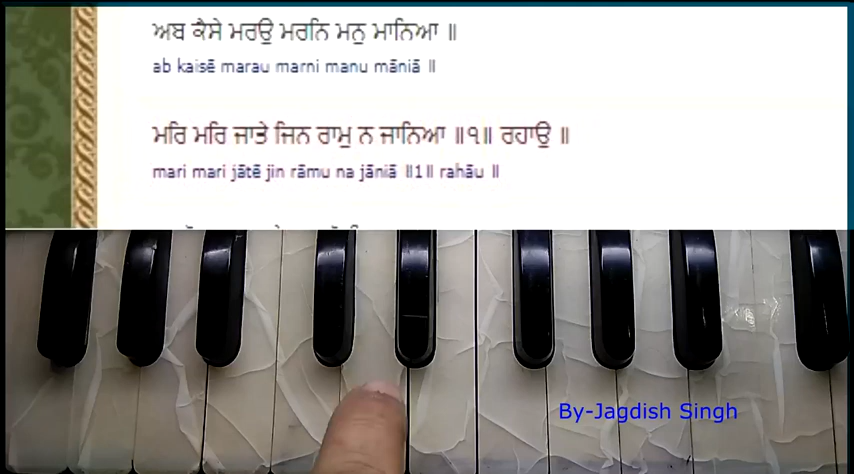 ਅਬ ਕੈਸੇ ਮਰਉ ਮਰਨਿ ਮਨੁ ਮਾਨਿਆ ॥
ab kaisē marau marni manu māniā ॥
ਮਰਿ ਮਰਿ ਜਾਤੇ ਜਿਨ ਰਾਮੁ ਨ ਜਾਨਿਆ ॥੧॥ ਰਹਾਉ ॥
mari mari jātē jin rāmu na jāniā ॥1॥ rahāu ॥
By-Jagdish Singh